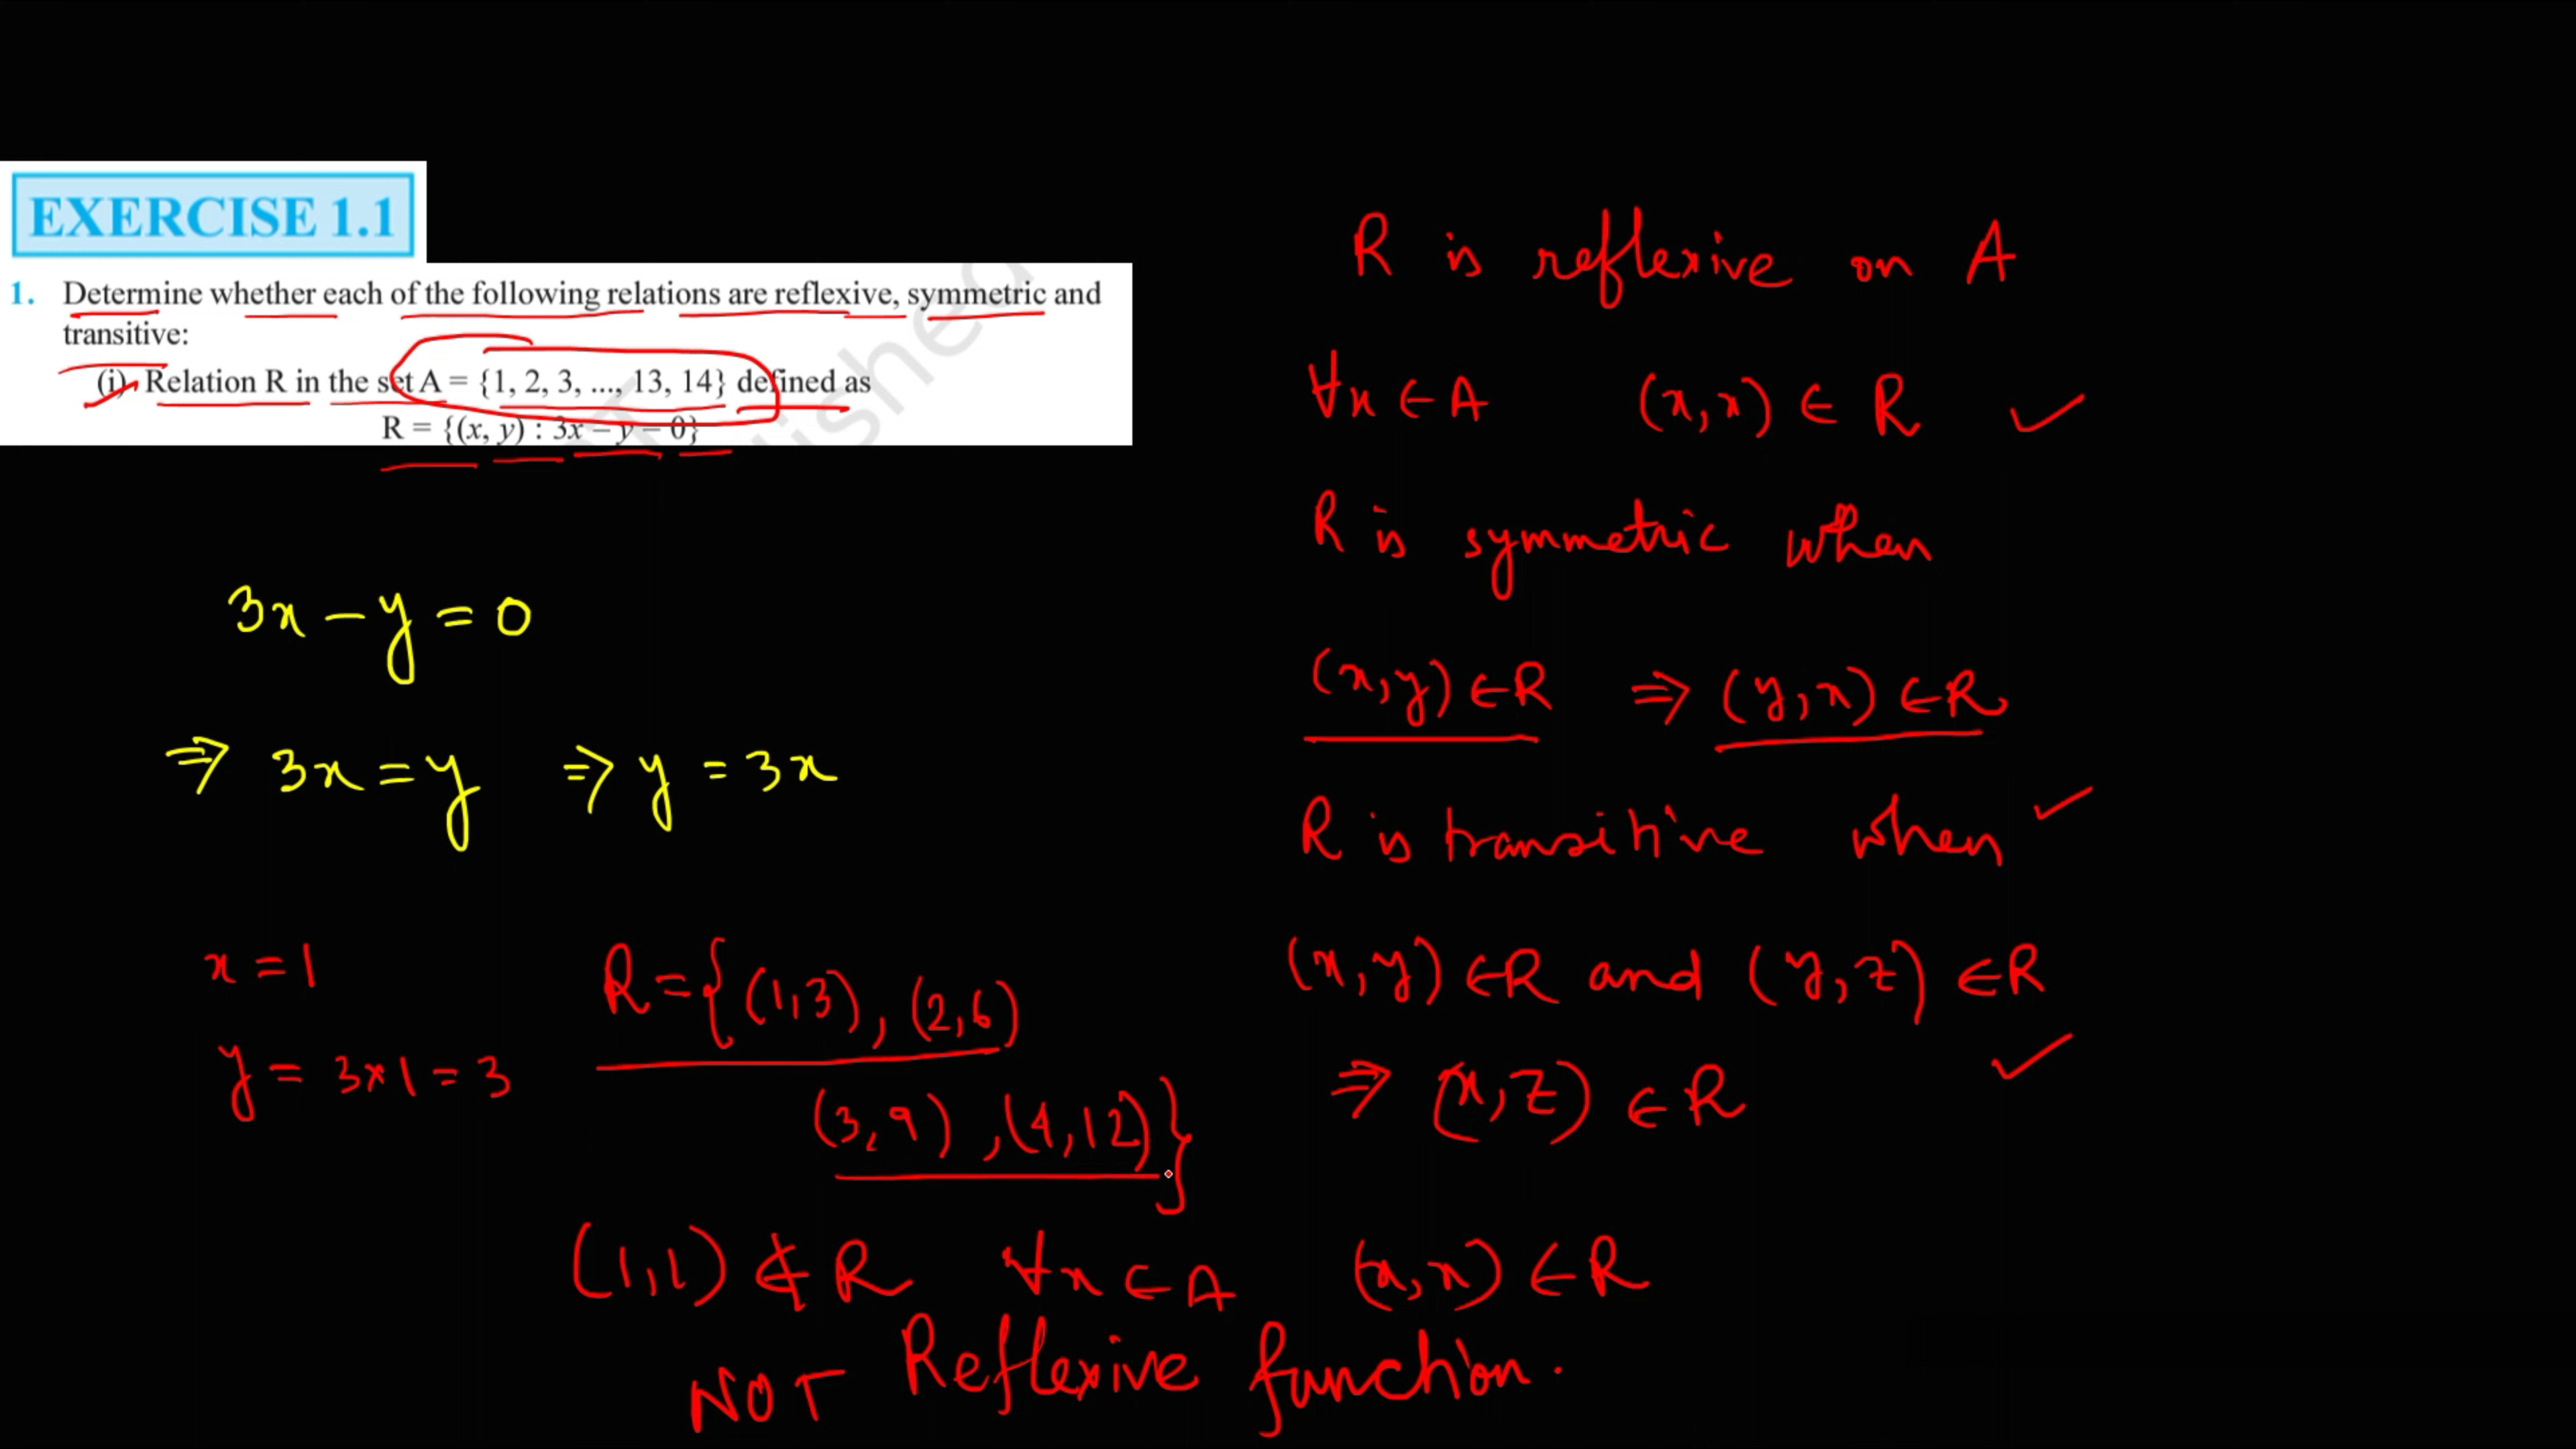 EXERCISE 1.1
1. Determine whether each of the following relations are reflexive, symmetric and
transitive:
(i) Relation R in the set A = {1, 2, 3, ..., 13, 14} defined as
R = {(x, y) : 3x – y = 0}
3x - y = 0
⇒ 3x = y ⇒ y = 3x
x = 1
y = 3x1 = 3
R = {(1,3), (2,6)
(3,9), (4,12)}
(1,1) ∉ R ∀x ∈ A (x,x) ∈ R
NOT Reflexive function.
R is reflexive on A
∀x ∈ A (x,x) ∈ R ✓
R is symmetric when
(x,y) ∈ R ⇒ (y,x) ∈ R
R is transitive when ✓
(x,y) ∈ R and (y,z) ∈ R
⇒ (x,z) ∈ R ✓